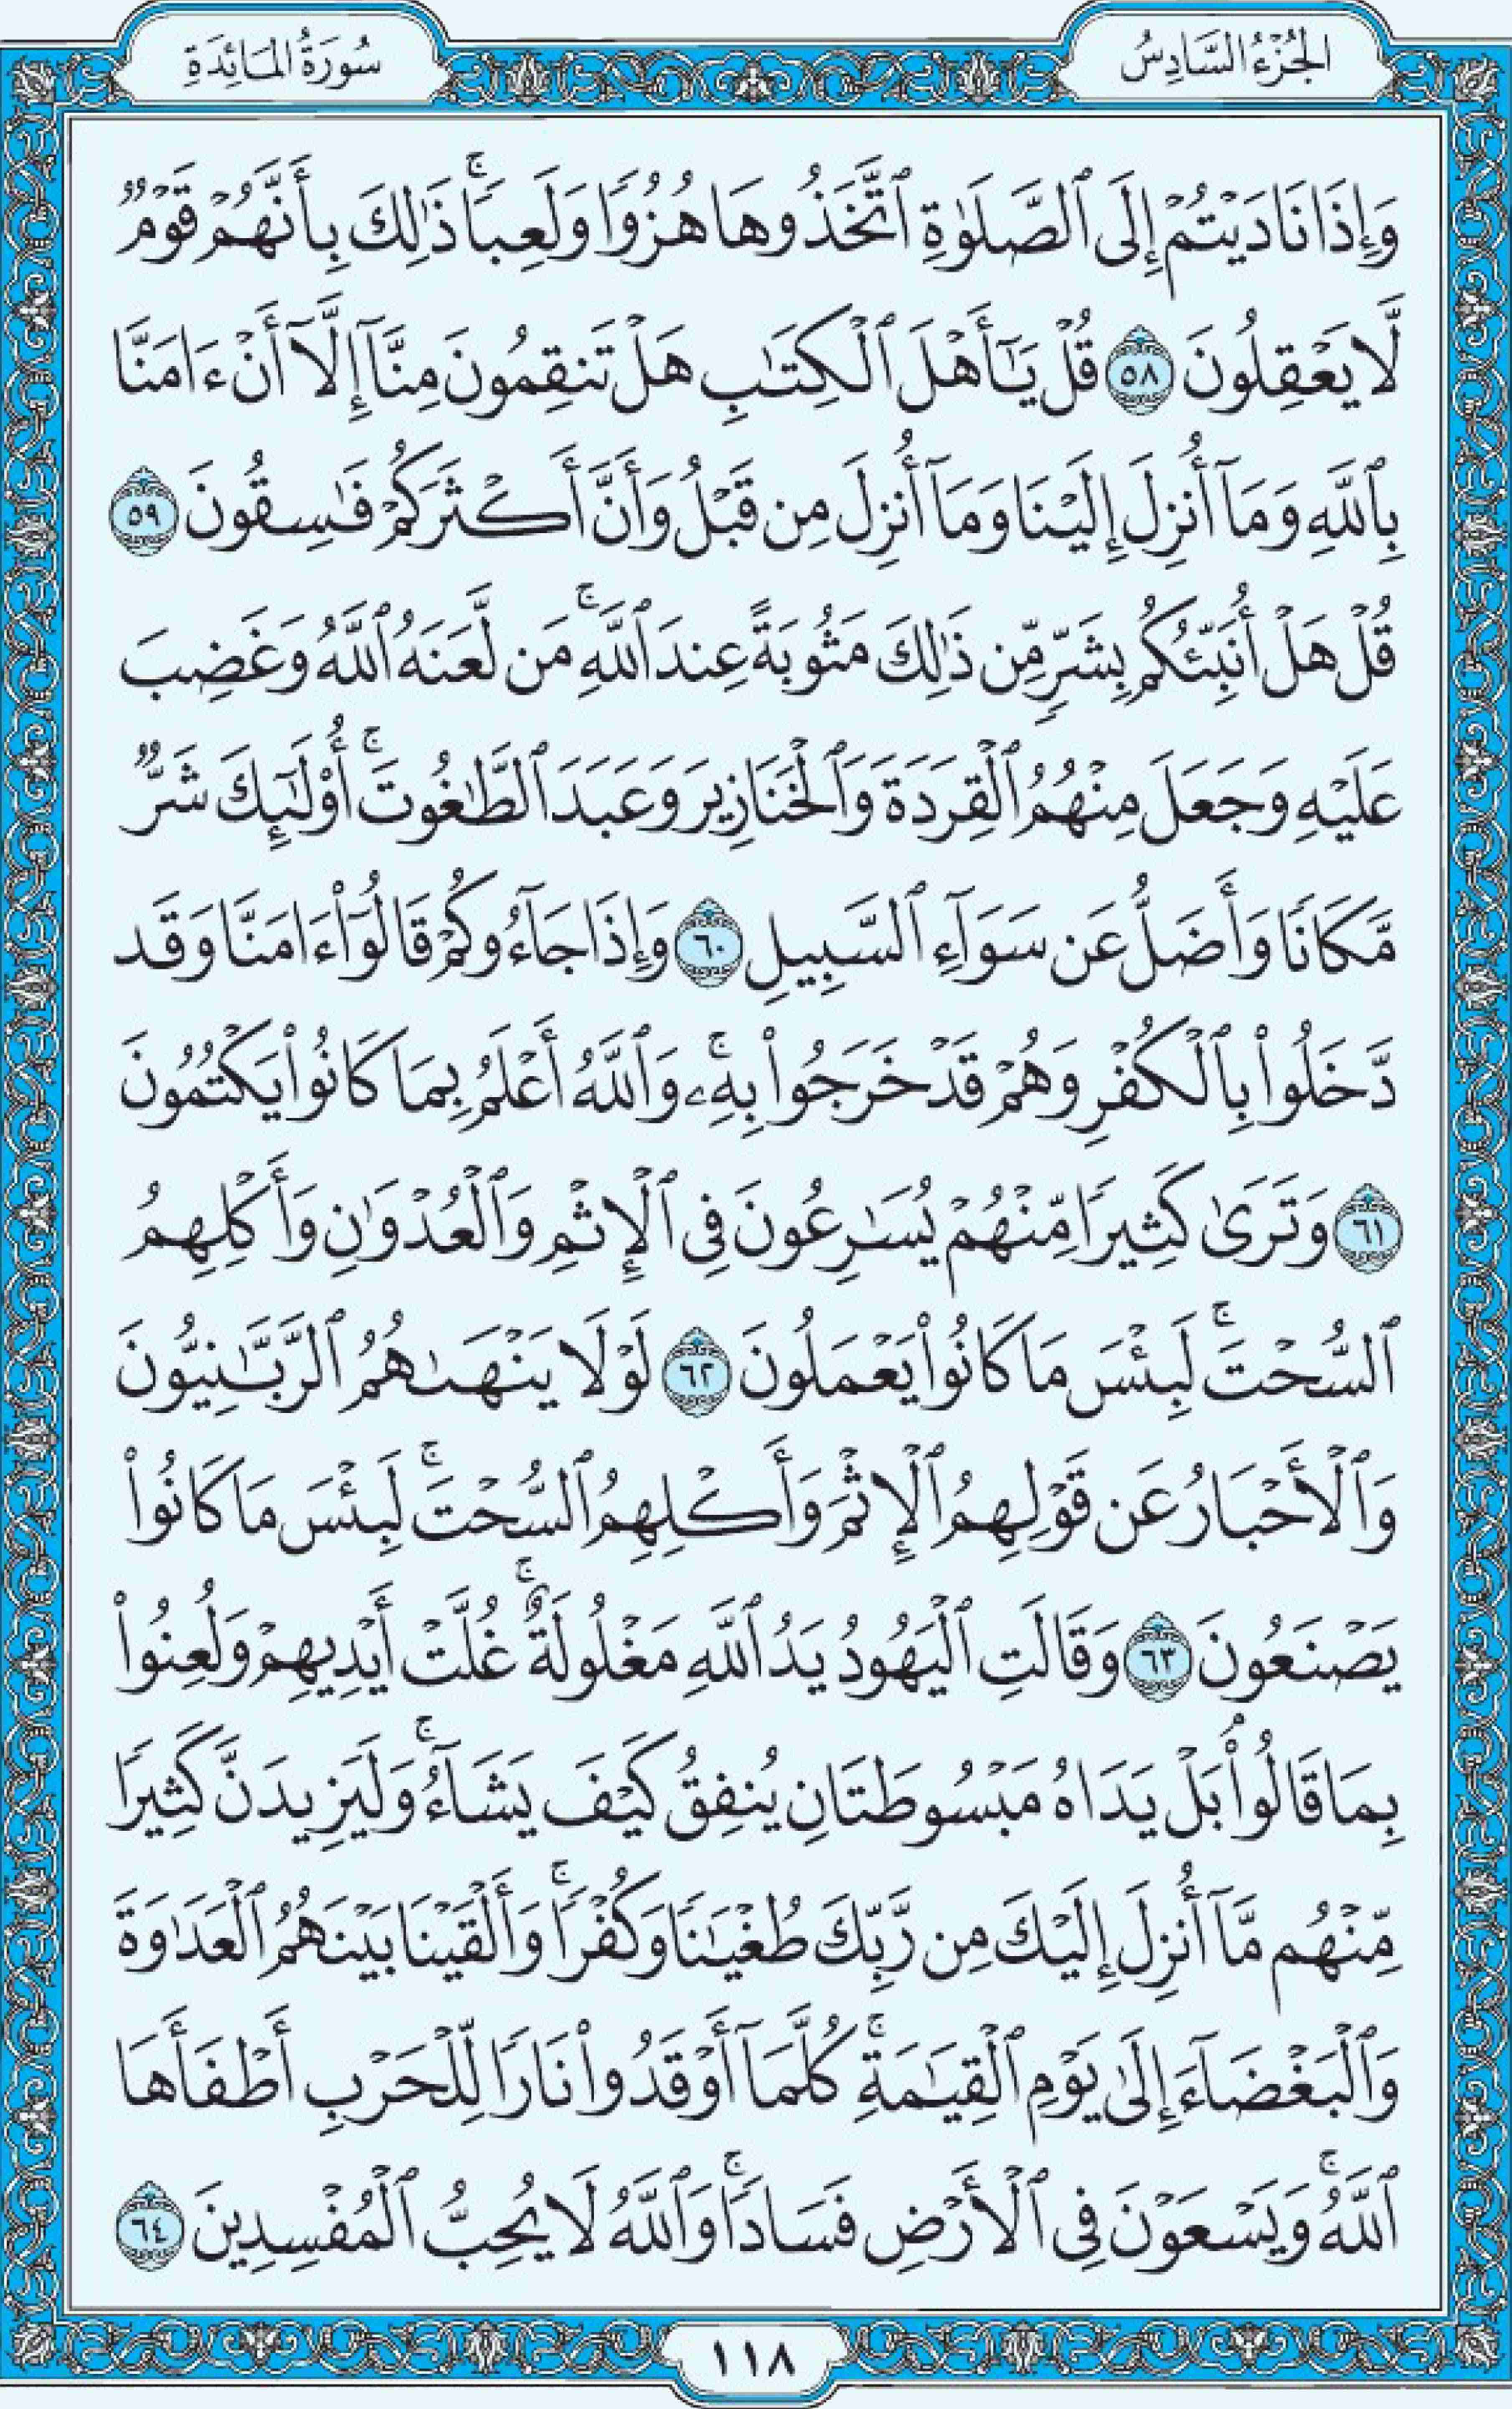 الجُزْءُ السَّادِسُ
سُورَةُ المَائِدَةِ
وَإِذَا نَادَيْتُمْ إِلَى ٱلصَّلَوٰةِ ٱتَّخَذُوهَا هُزُوًا وَلَعِبًا ۚ ذَٰلِكَ بِأَنَّهُمْ قَوْمٌ
لَّا يَعْقِلُونَ ٥٨ قُلْ يَـٰٓأَهْلَ ٱلْكِتَـٰبِ هَلْ تَنقِمُونَ مِنَّآ إِلَّآ أَنْ ءَامَنَّا
بِٱللَّهِ وَمَآ أُنزِلَ إِلَيْنَا وَمَآ أُنزِلَ مِن قَبْلُ وَأَنَّ أَكْثَرَكُمْ فَـٰسِقُونَ ٥٩
قُلْ هَلْ أُنَبِّئُكُم بِشَرٍّ مِّن ذَٰلِكَ مَثُوبَةً عِندَ ٱللَّهِ ۚ مَن لَّعَنَهُ ٱللَّهُ وَغَضِبَ
عَلَيْهِ وَجَعَلَ مِنْهُمُ ٱلْقِرَدَةَ وَٱلْخَنَازِيرَ وَعَبَدَ ٱلطَّـٰغُوتَ ۚ أُو۟لَـٰٓئِكَ شَرٌّ
مَّكَانًا وَأَضَلُّ عَن سَوَآءِ ٱلسَّبِيلِ ٦٠ وَإِذَا جَآءُوكُمْ قَالُوٓا۟ ءَامَنَّا وَقَد
دَّخَلُوا۟ بِٱلْكُفْرِ وَهُمْ قَدْ خَرَجُوا۟ بِهِۦ ۚ وَٱللَّهُ أَعْلَمُ بِمَا كَانُوا۟ يَكْتُمُونَ
٦١ وَتَرَىٰ كَثِيرًا مِّنْهُمْ يُسَـٰرِعُونَ فِى ٱلْإِثْمِ وَٱلْعُدْوَٰنِ وَأَكْلِهِمُ
ٱلسُّحْتَ ۚ لَبِئْسَ مَا كَانُوا۟ يَعْمَلُونَ ٦٢ لَوْلَا يَنْهَىٰهُمُ ٱلرَّبَّـٰنِيُّونَ
وَٱلْأَحْبَارُ عَن قَوْلِهِمُ ٱلْإِثْمَ وَأَكْلِهِمُ ٱلسُّحْتَ ۚ لَبِئْسَ مَا كَانُوا۟
يَصْنَعُونَ ٦٣ وَقَالَتِ ٱلْيَهُودُ يَدُ ٱللَّهِ مَغْلُولَةٌ ۚ غُلَّتْ أَيْدِيهِمْ وَلُعِنُوا۟
بِمَا قَالُوا۟ ۘ بَلْ يَدَاهُ مَبْسُوطَتَانِ يُنفِقُ كَيْفَ يَشَآءُ ۚ وَلَيَزِيدَنَّ كَثِيرًا
مِّنْهُم مَّآ أُنزِلَ إِلَيْكَ مِن رَّبِّكَ طُغْيَـٰنًا وَكُفْرًا ۚ وَأَلْقَيْنَا بَيْنَهُمُ ٱلْعَدَٰوَةَ
وَٱلْبَغْضَآءَ إِلَىٰ يَوْمِ ٱلْقِيَـٰمَةِ ۚ كُلَّمَآ أَوْقَدُوا۟ نَارًا لِّلْحَرْبِ أَطْفَأَهَا
ٱللَّهُ ۚ وَيَسْعَوْنَ فِى ٱلْأَرْضِ فَسَادًا ۚ وَٱللَّهُ لَا يُحِبُّ ٱلْمُفْسِدِينَ ٦٤
١١٨